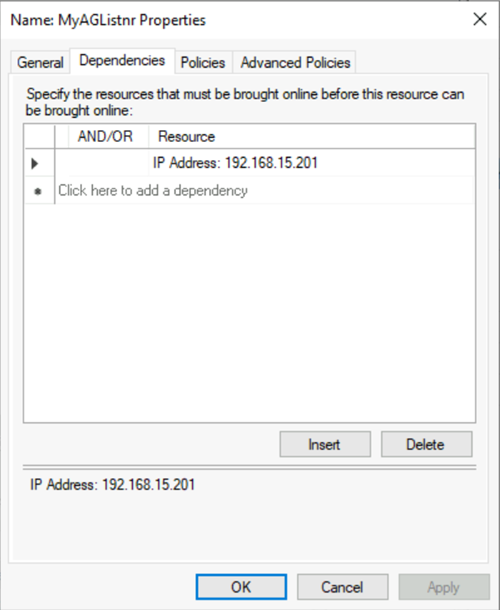 Name: MyAGListnr Properties
General Dependencies Policies Advanced Policies
Specify the resources that must be brought online before this resource can
be brought online:
AND/OR Resource
IP Address: 192.168.15.201
Click here to add a dependency
Insert Delete
IP Address: 192.168.15.201
OK Cancel Apply